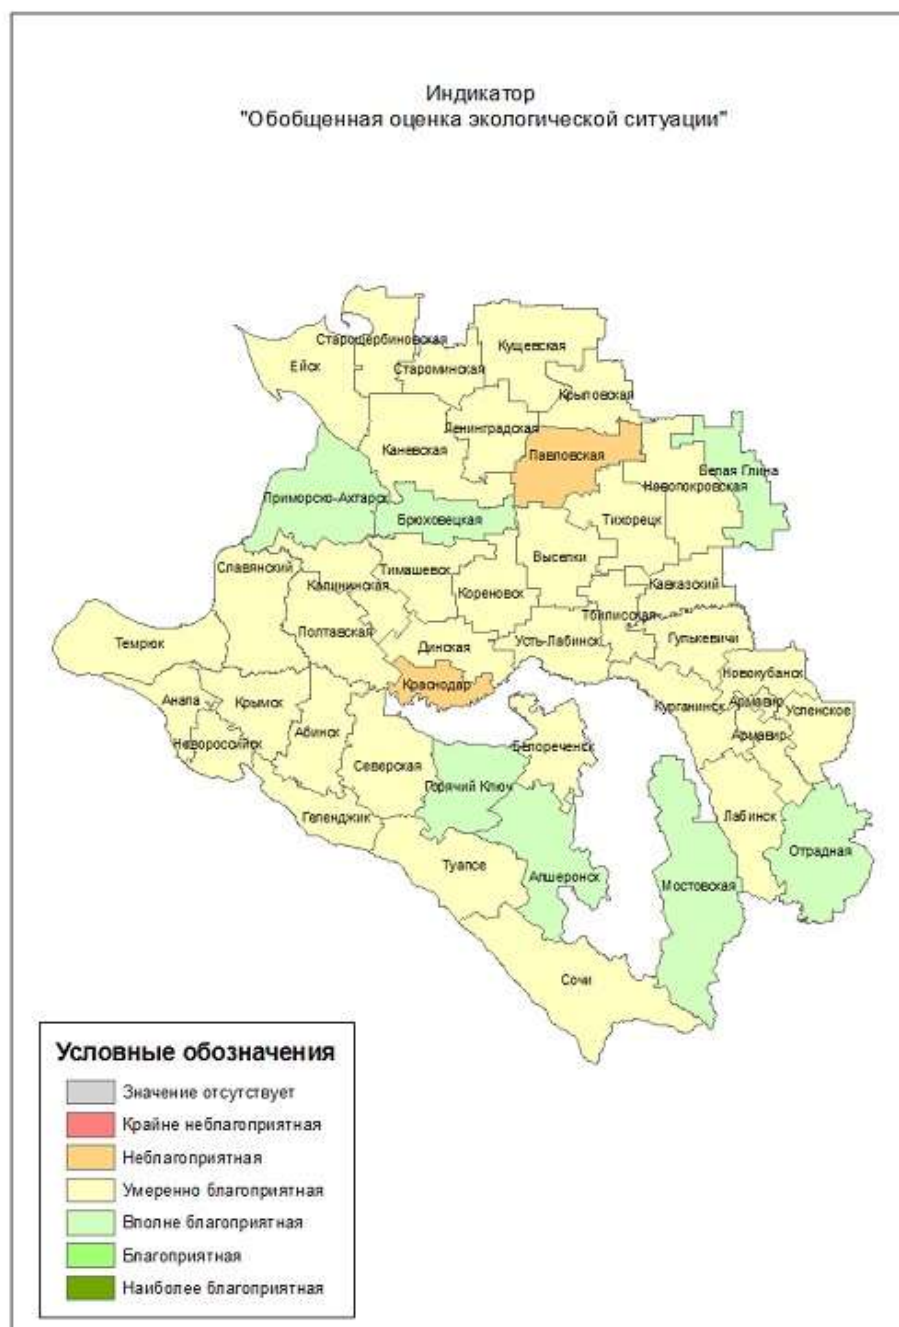 Индикатор
"Обобщенная оценка экологической ситуации"
Старощербиновская
Кущевская
Ейск
Староминская
Крыловская
Ленинградская
Каневская
Павловская
Белая Глина
Новопокровская
Приморско-Ахтарск
Брюховецкая
Тихорецк
Выселки
Славянский
Тимашевск
Калининская
Кавказский
Кореновск
Тбилисская
Полтавская
Темрюк
Динская
Усть-Лабинск
Гулькевичи
Новокубанск
Краснодар
Анапа
Крымск
Курганинск
Армавир
Успенское
Абинск
Армавир
Новороссийск
Белореченск
Северская
Горячий Ключ
Геленджик
Лабинск
Отрадная
Туапсе
Апшеронск
Мостовская
Сочи
Условные обозначения
Значение отсутствует
Крайне неблагоприятная
Неблагоприятная
Умеренно благоприятная
Вполне благоприятная
Благоприятная
Наиболее благоприятная